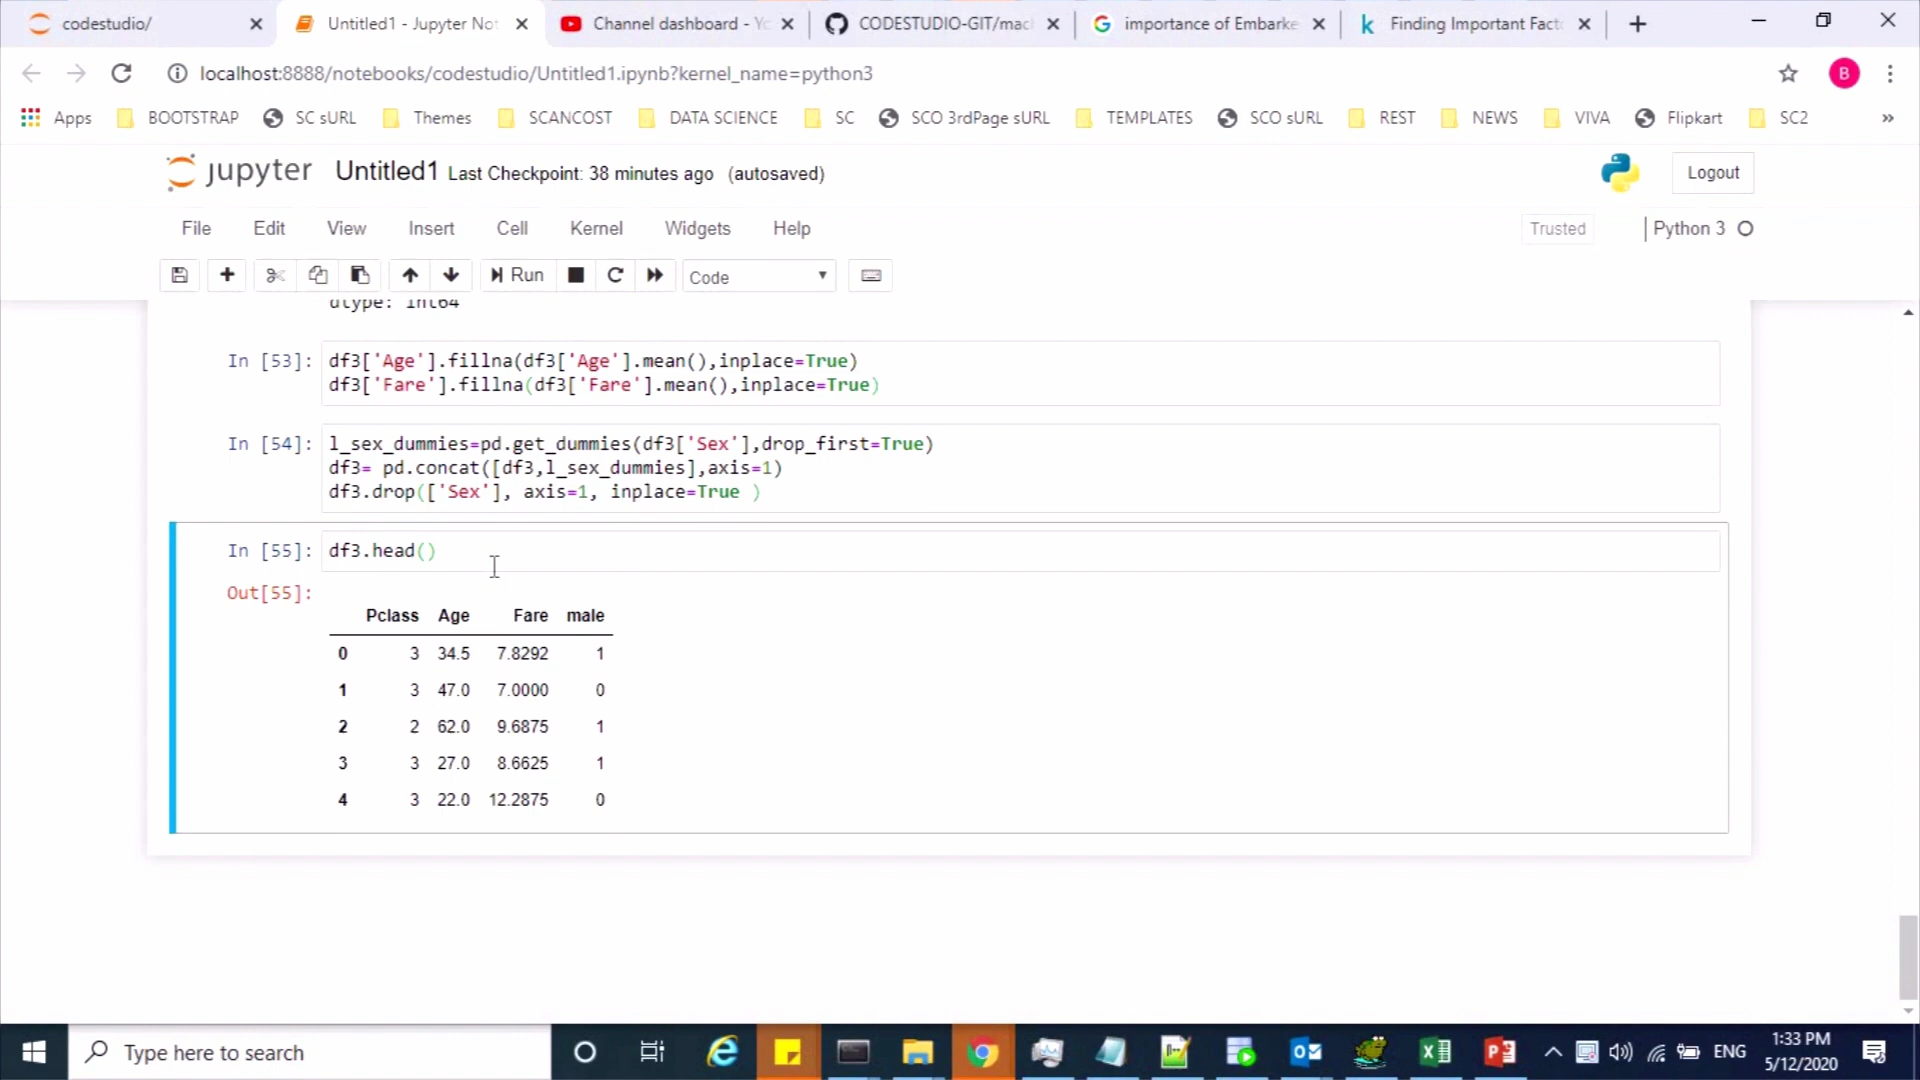 codestudio/
Untitled1 - Jupyter Not
Channel dashboard - Yo
CODESTUDIO-GIT/mac
importance of Embarke
Finding Important Facto
localhost:8888/notebooks/codestudio/Untitled1.ipynb?kernel_name=python3
B
Apps BOOTSTRAP SC sURL Themes SCANCOST DATA SCIENCE SC SCO 3rdPage sURL TEMPLATES SCO sURL REST NEWS VIVA Flipkart SC2 »
jupyter Untitled1 Last Checkpoint: 38 minutes ago (autosaved)
Logout
File Edit View Insert Cell Kernel Widgets Help
Trusted Python 3
Run Code
dtype: int64
In [53]: df3['Age'].fillna(df3['Age'].mean(),inplace=True)
df3['Fare'].fillna(df3['Fare'].mean(),inplace=True)
In [54]: l_sex_dummies=pd.get_dummies(df3['Sex'],drop_first=True)
df3= pd.concat([df3,l_sex_dummies],axis=1)
df3.drop(['Sex'], axis=1, inplace=True )
In [55]: df3.head()
Out[55]:
Pclass Age Fare male
0 3 34.5 7.8292 1
1 3 47.0 7.0000 0
2 2 62.0 9.6875 1
3 3 27.0 8.6625 1
4 3 22.0 12.2875 0
Type here to search
ENG
1:33 PM
5/12/2020